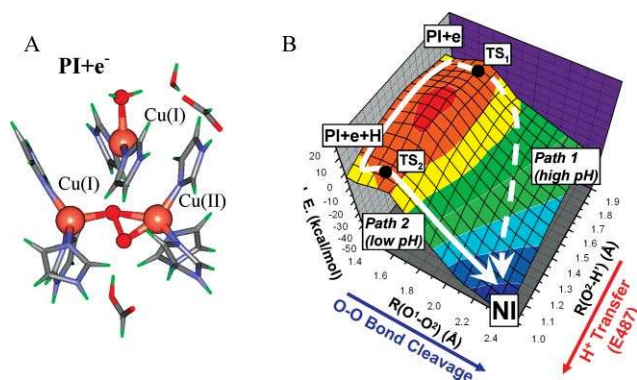 A
PI+e⁻
Cu(I)
Cu(I)
Cu(II)
B
PI+e
TS₁
PI+e+H
TS₂
Path 1
(high pH)
Path 2
(low pH)
NI
E. (kcal/mol)
20
10
0
-10
-20
-30
-40
-50
1.4
1.6
1.8
2.0
2.2
2.4
R(O¹-O²) (Å)
O-O Bond
Cleavage
1.9
1.8
1.7
1.6
1.5
1.4
1.3
1.2
1.1
1.0
R(O²-H⁺) (Å)
H⁺ Transfer
(E487)